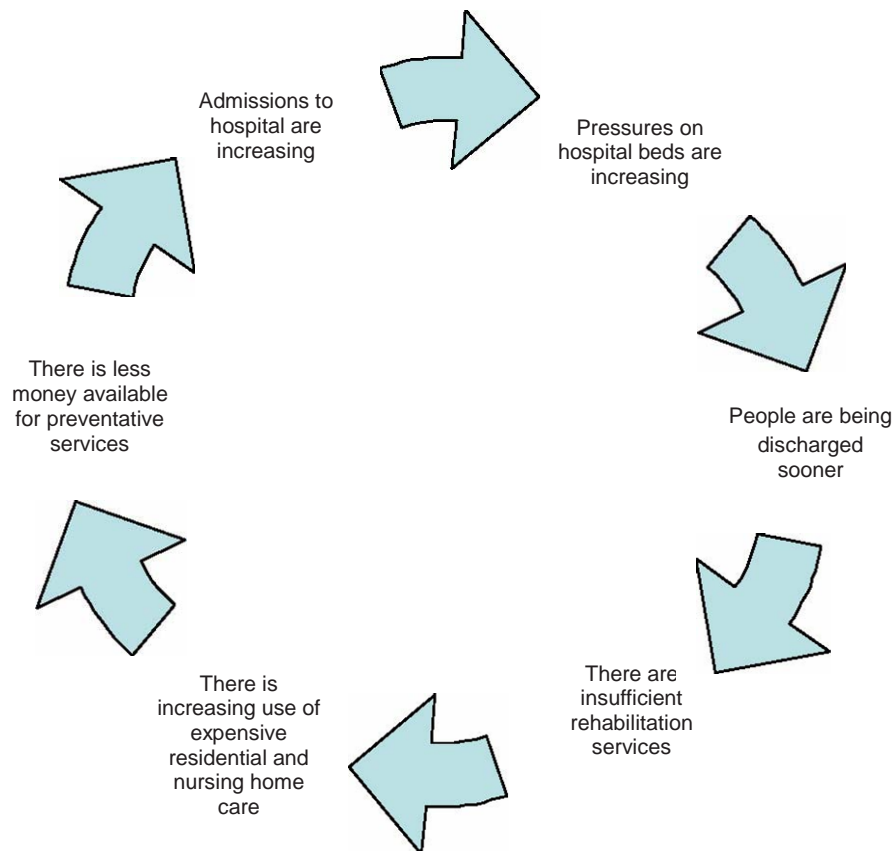 Admissions to
hospital are
increasing
Pressures on
hospital beds are
increasing
People are being
discharged
sooner
There are
insufficient
rehabilitation
services
There is
increasing use of
expensive
residential and
nursing home
care
There is less
money available
for preventative
services